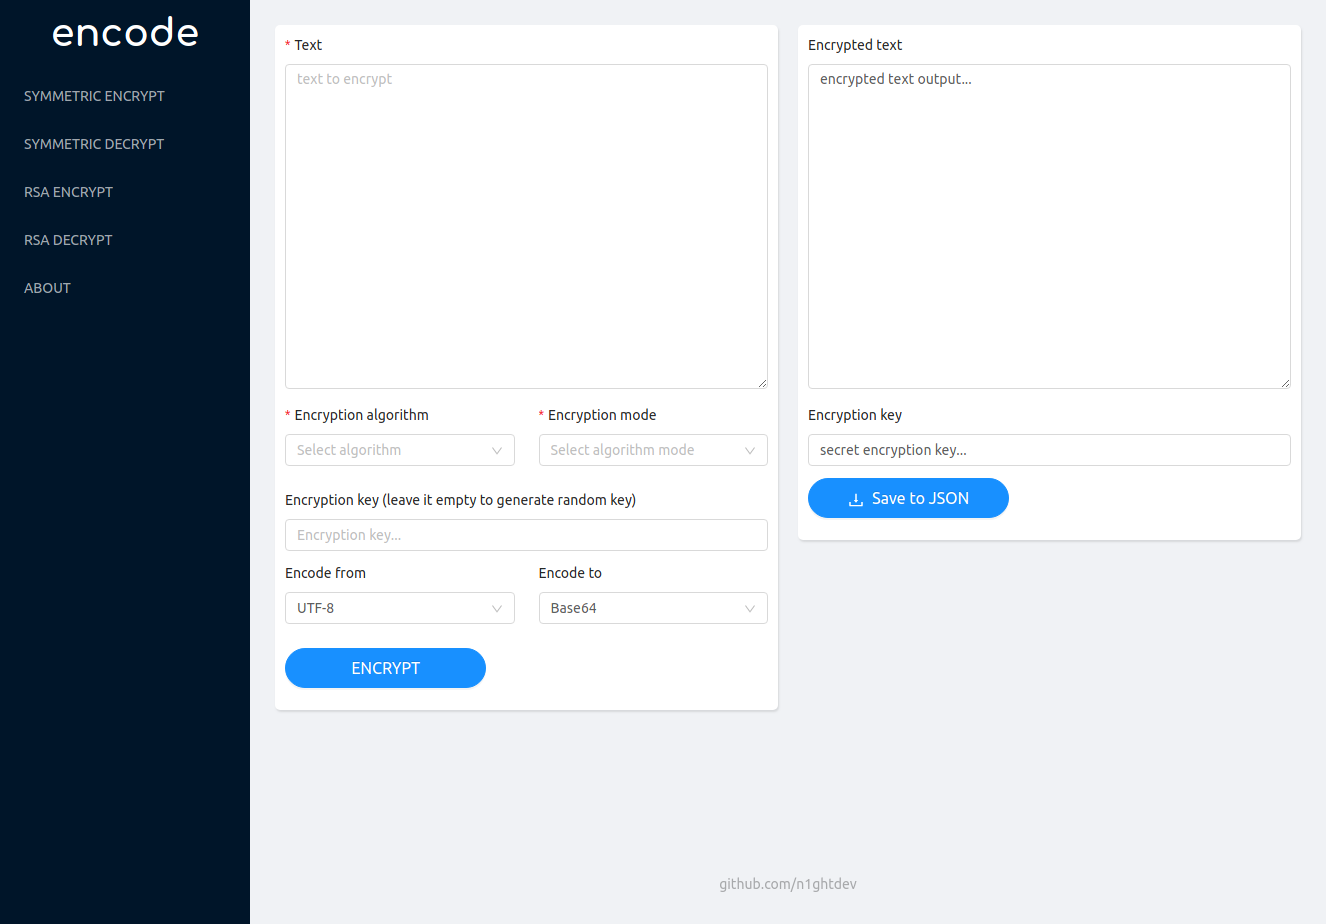 encode
SYMMETRIC ENCRYPT
SYMMETRIC DECRYPT
RSA ENCRYPT
RSA DECRYPT
ABOUT
* Text
text to encrypt
* Encryption algorithm
* Encryption mode
Select algorithm
Select algorithm mode
Encryption key (leave it empty to generate random key)
Encryption key...
Encode from
Encode to
UTF-8
Base64
ENCRYPT
Encrypted text
encrypted text output...
Encryption key
secret encryption key...
Save to JSON
github.com/n1ghtdev